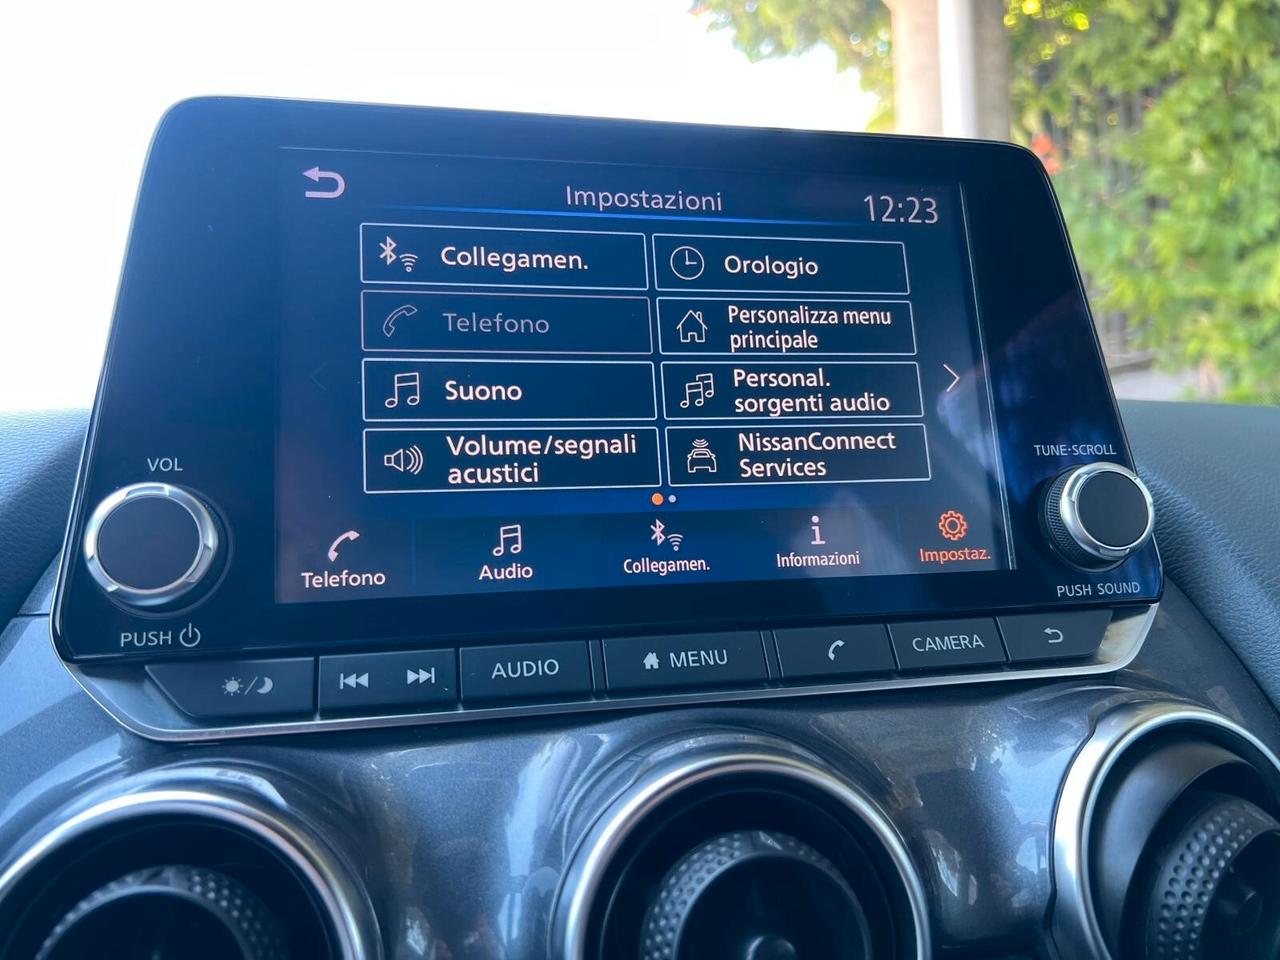 Impostazioni
12:23
Collegamen.
Orologio
Telefono
Personalizza menu
principale
Suono
Personal.
sorgenti audio
Volume/segnali
acustici
NissanConnect
Services
VOL
TUNE·SCROLL
Telefono
Audio
Collegamen.
Informazioni
Impostaz.
PUSH
PUSH SOUND
AUDIO
MENU
CAMERA